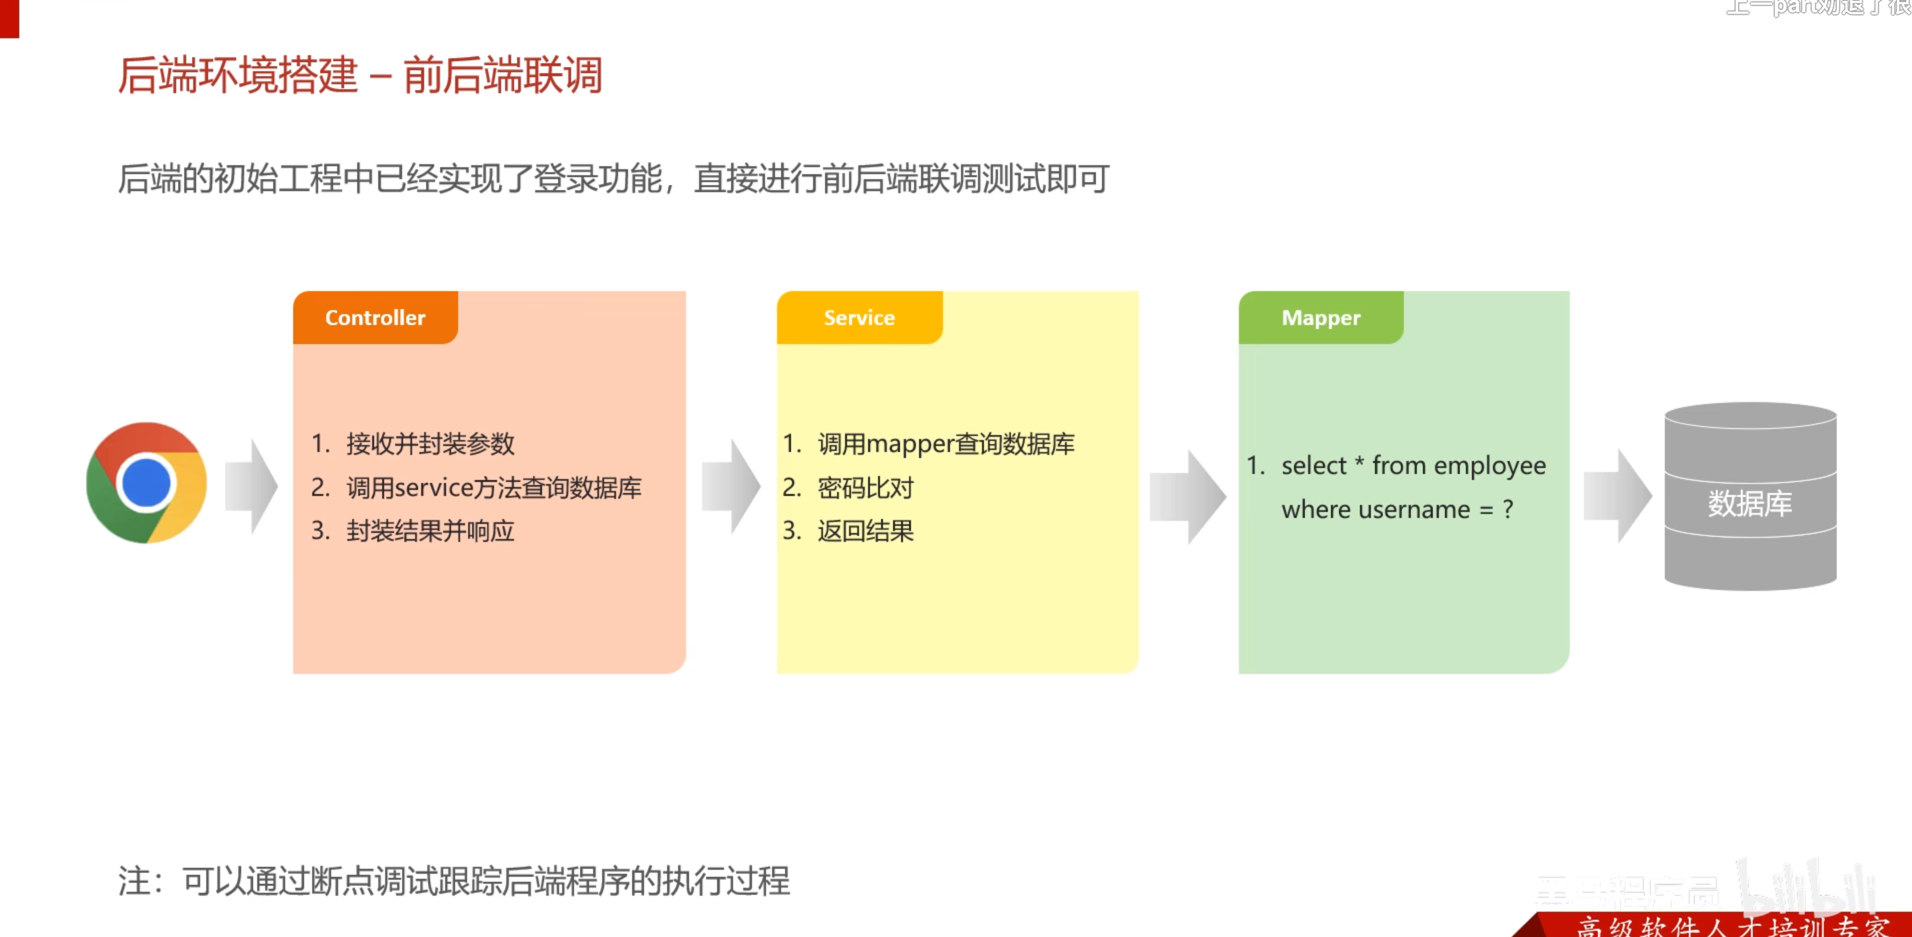 上一part劝退了很
后端环境搭建 – 前后端联调
后端的初始工程中已经实现了登录功能，直接进行前后端联调测试即可
Controller
1. 接收并封装参数
2. 调用service方法查询数据库
3. 封装结果并响应
Service
1. 调用mapper查询数据库
2. 密码比对
3. 返回结果
Mapper
1. select * from employee
where username = ?
数据库
注：可以通过断点调试跟踪后端程序的执行过程
黑马程序员
bilibili
高级软件人才培训专家